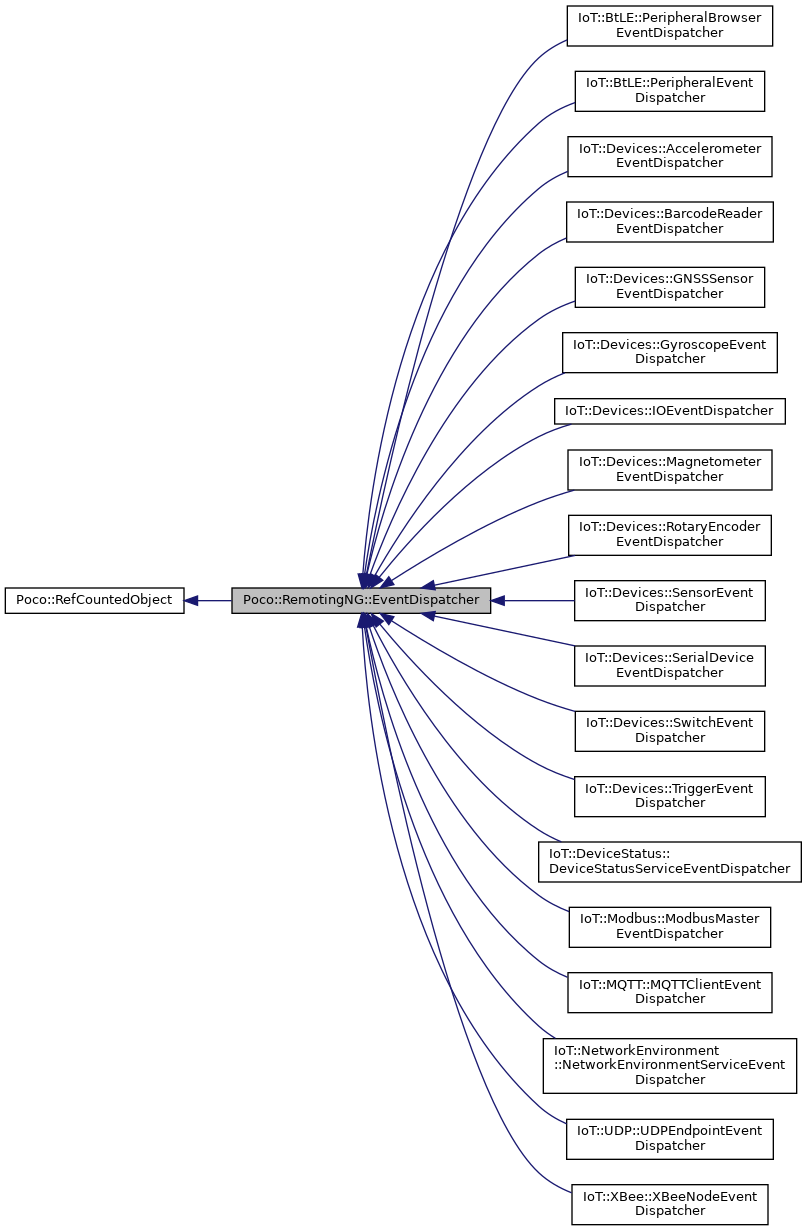 IoT::BtLE::PeripheralBrowser
EventDispatcher
IoT::BtLE::PeripheralEvent
Dispatcher
IoT::Devices::Accelerometer
EventDispatcher
IoT::Devices::BarcodeReader
EventDispatcher
IoT::Devices::GNSSSensor
EventDispatcher
IoT::Devices::GyroscopeEvent
Dispatcher
IoT::Devices::IOEventDispatcher
IoT::Devices::Magnetometer
EventDispatcher
IoT::Devices::RotaryEncoder
EventDispatcher
Poco::RefCountedObject
Poco::RemotingNG::EventDispatcher
IoT::Devices::SensorEvent
Dispatcher
IoT::Devices::SerialDevice
EventDispatcher
IoT::Devices::SwitchEvent
Dispatcher
IoT::Devices::TriggerEvent
Dispatcher
IoT::DeviceStatus::
DeviceStatusServiceEventDispatcher
IoT::Modbus::ModbusMaster
EventDispatcher
IoT::MQTT::MQTTClientEvent
Dispatcher
IoT::NetworkEnvironment
::NetworkEnvironmentServiceEvent
Dispatcher
IoT::UDP::UDPEndpointEvent
Dispatcher
IoT::XBee::XBeeNodeEvent
Dispatcher